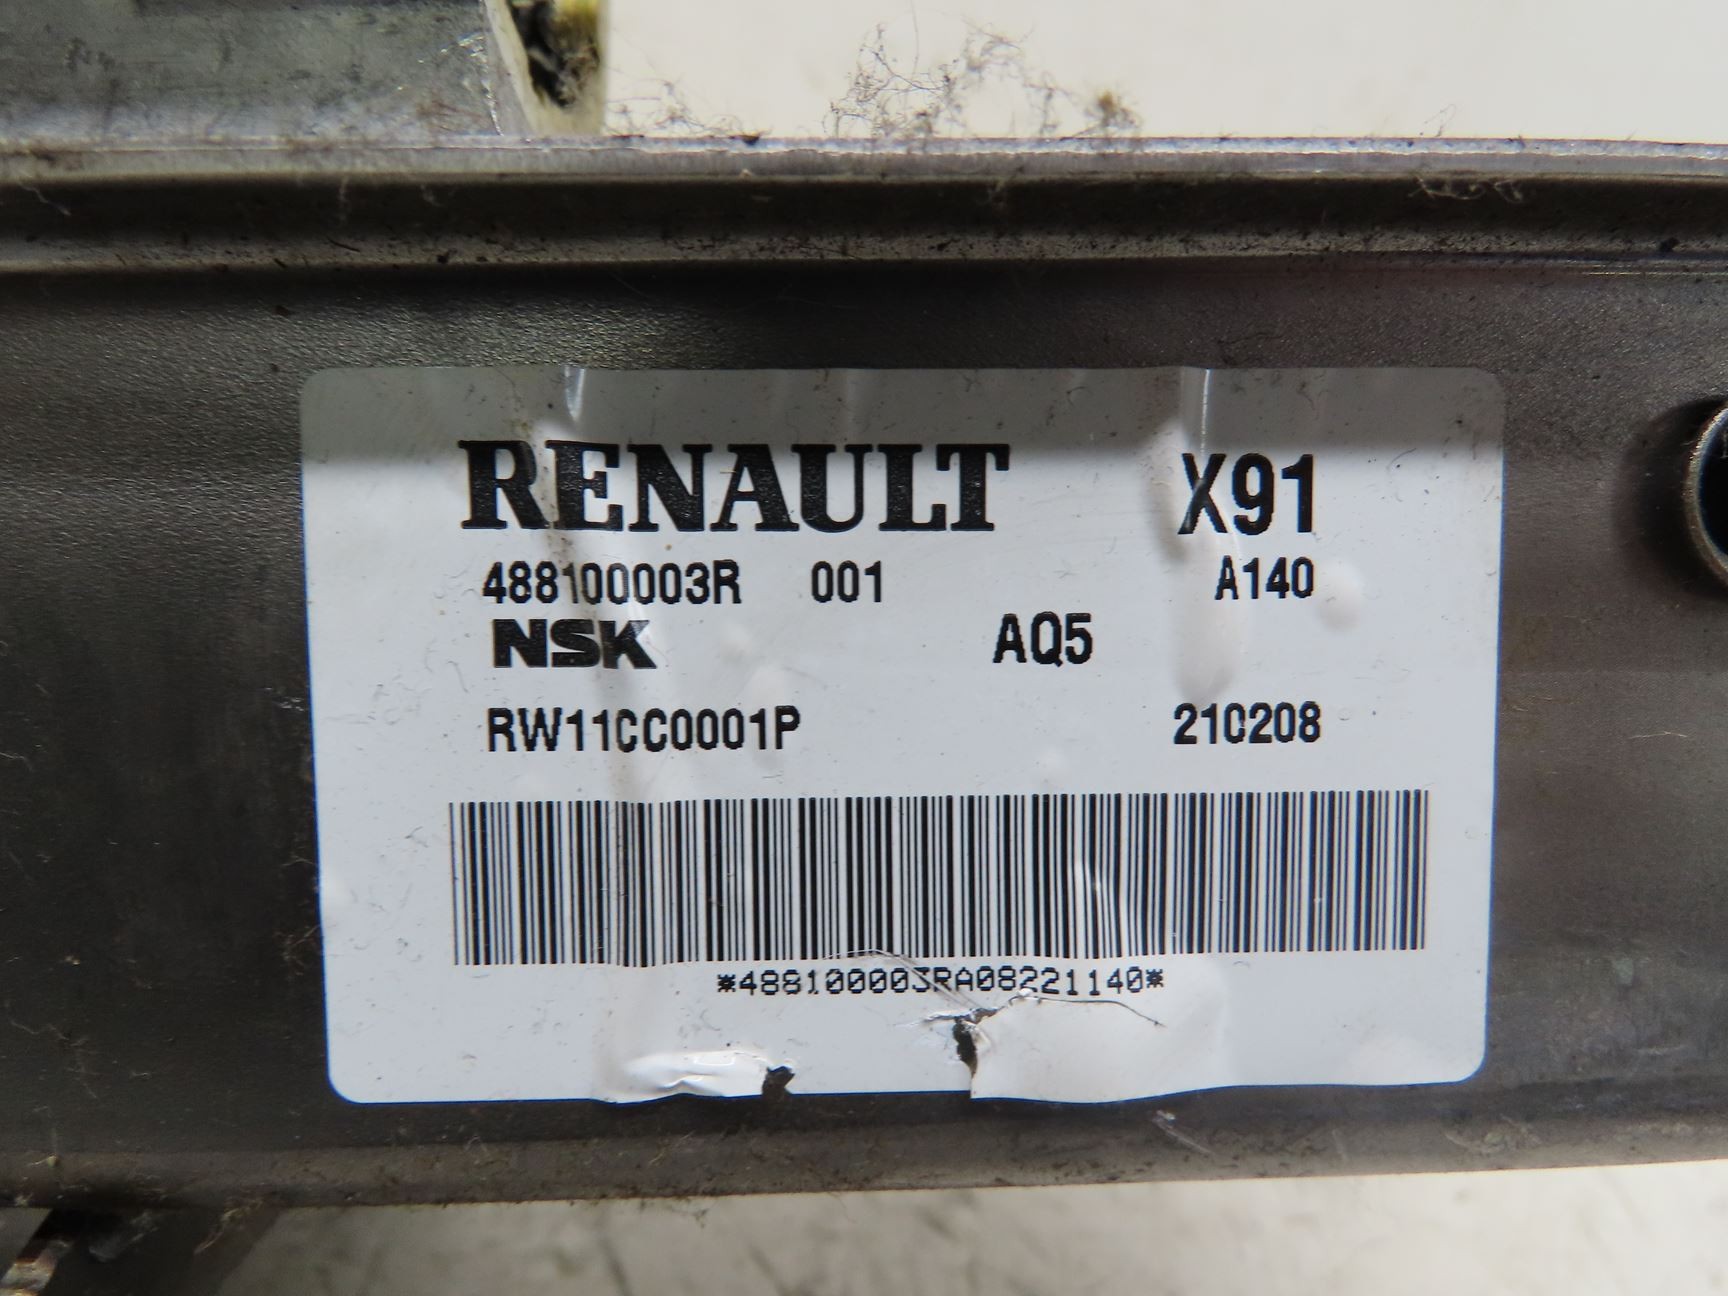 RENAULT X91
488100003R 001 A140
NSK AQ5
RW11CC0001P 210208
*488100003RA08221140*